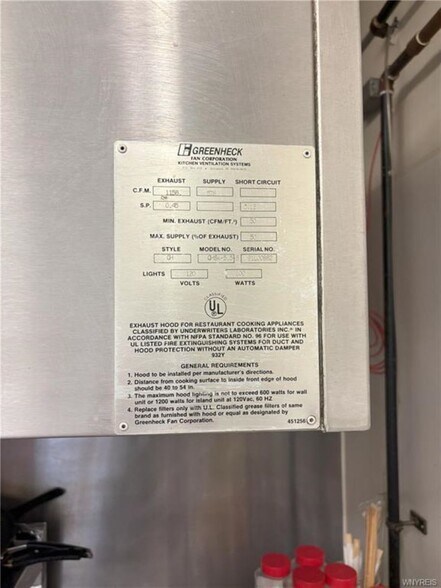 GREENHECK
FAN CORPORATION
KITCHEN VENTILATION SYSTEMS
EXHAUST SUPPLY SHORT CIRCUIT
C.F.M. 1156
S.P. 0.45
MIN. EXHAUST (CFM/FT.²)
MAX. SUPPLY (% OF EXHAUST)
STYLE MODEL NO. SERIAL NO.
LIGHTS
VOLTS WATTS
CLASSIFIED
UL
EXHAUST HOOD FOR RESTAURANT COOKING APPLIANCES
CLASSIFIED BY UNDERWRITERS LABORATORIES INC.® IN
ACCORDANCE WITH NFPA STANDARD NO. 96 FOR USE WITH
UL LISTED FIRE EXTINGUISHING SYSTEMS FOR DUCT AND
HOOD PROTECTION WITHOUT AN AUTOMATIC DAMPER
932Y
GENERAL REQUIREMENTS
1. Hood to be installed per manufacturer's directions.
2. Distance from cooking surface to inside front edge of hood
should be 40 to 54 in.
3. The maximum hood lighting is not to exceed 600 watts for wall
unit or 1200 watts for island unit at 120Vac, 60 HZ
4. Replace filters only with U.L. Classified grease filters of same
brand as furnished with hood or equal as designated by
Greenheck Fan Corporation.
451256
WNYREIS